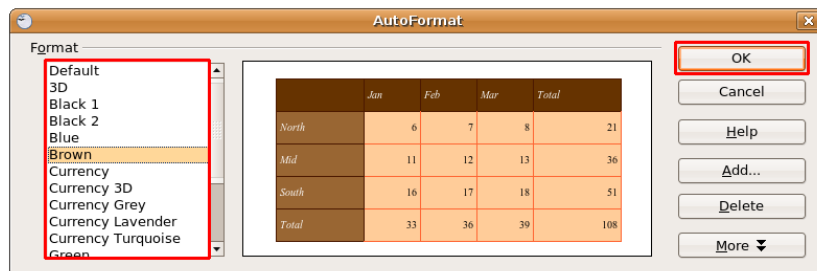 AutoFormat
Format
Default
3D
Black 1
Black 2
Blue
Brown
Currency
Currency 3D
Currency Grey
Currency Lavender
Currency Turquoise
Green
Jan Feb Mar Total
North 6 7 8 21
Mid 11 12 13 36
South 16 17 18 51
Total 33 36 39 108
OK
Cancel
Help
Add...
Delete
More